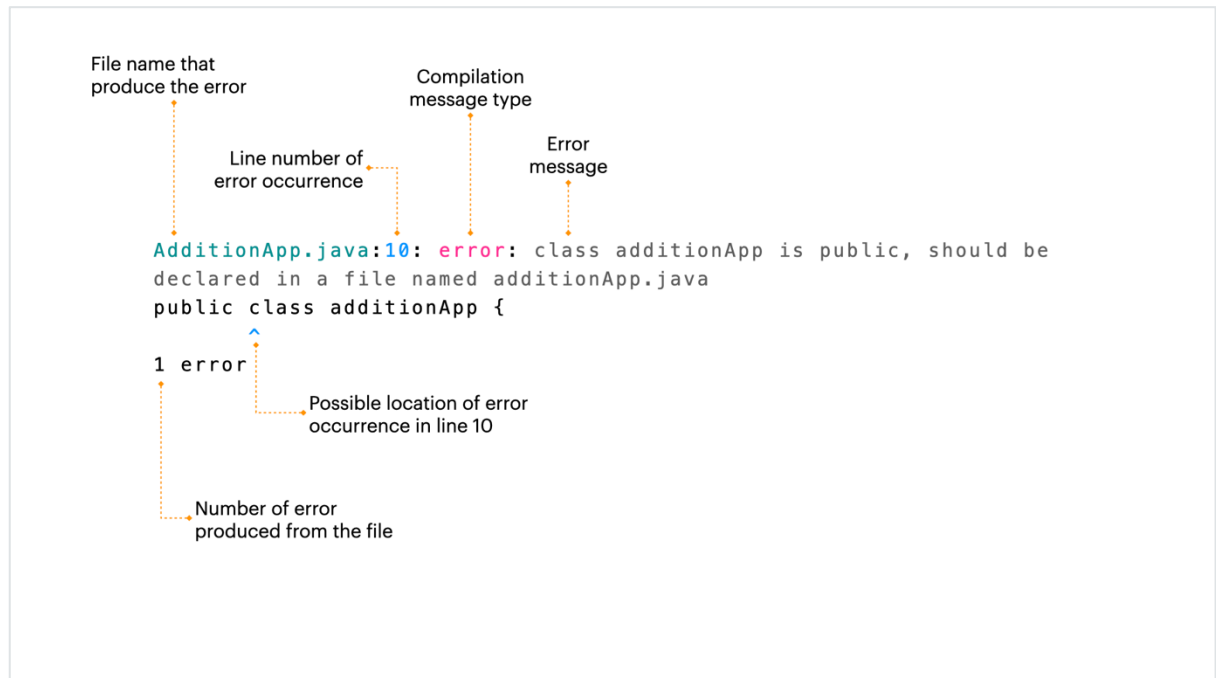 File name that
produce the error
Compilation
message type
Line number of
error occurrence
Error
message
AdditionApp.java:10: error: class additionApp is public, should be
declared in a file named additionApp.java
public class additionApp {
^
1 error
Possible location of error
occurrence in line 10
Number of error
produced from the file